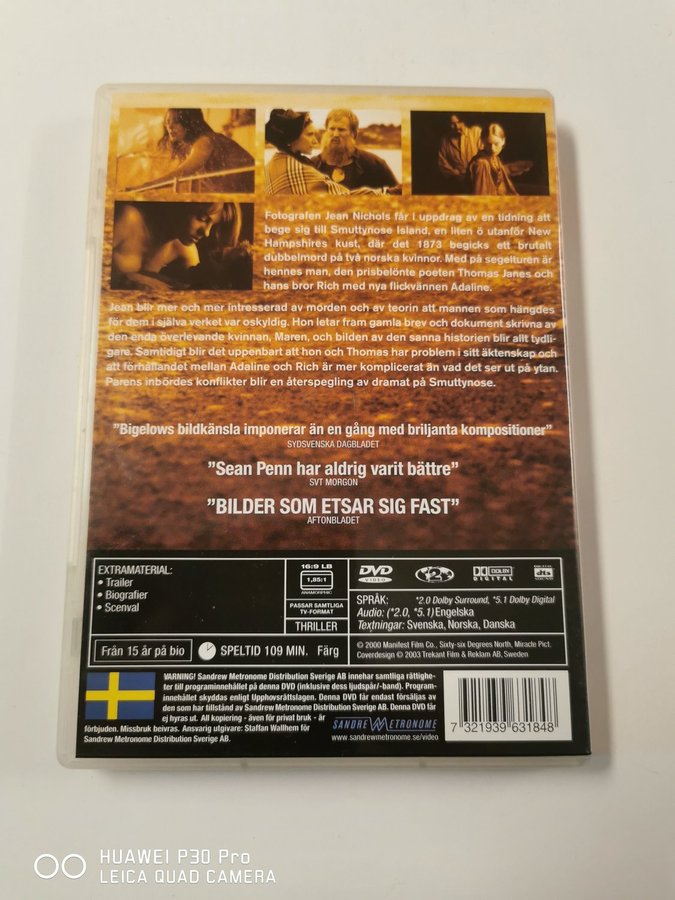 Fotografen Jean Nichols får i uppdrag av en tidning att
bege sig till Smuttynose Island, en liten ö utanför New
Hampshires kust, där det 1873 begicks ett brutalt
dubbelmord på två norska kvinnor. Med på segelturen är
hennes man, den prisbelönte poeten Thomas Janes och
hans bror Rich med nya flickvännen Adaline.
Jean blir mer och mer intresserad av morden och av teorin att mannen som hängdes
för dem i själva verket var oskyldig. Hon letar fram gamla brev och dokument skrivna av
den enda överlevande kvinnan, Maren, och bilden av den sanna historien blir allt tydli-
gare. Samtidigt blir det uppenbart att hon och Thomas har problem i sitt äktenskap och
att förhållandet mellan Adaline och Rich är mer komplicerat än vad det ser ut på ytan.
Parens inbördes konflikter blir en återspegling av dramat på Smuttynose.
”Bigelows bildkänsla imponerar än en gång med briljanta kompositioner”
SYDSVENSKA DAGBLADET
”Sean Penn har aldrig varit bättre”
SVT MORGON
”BILDER SOM ETSAR SIG FAST”
AFTONBLADET
EXTRAMATERIAL:
• Trailer
• Biografier
• Scenval
16:9 LB
1,85:1
ANAMORPHIC
PASSAR SAMTLIGA
TV-FORMAT
THRILLER
DVD
VIDEO
2
DOLBY
DIGITAL
dts
SPRÅK: *2.0 Dolby Surround, *5.1 Dolby Digital
Audio: (*2.0, *5.1) Engelska
Textningar: Svenska, Norska, Danska
Från 15 år på bio
SPELTID 109 MIN. Färg
© 2000 Manifest Film Co., Sixty-six Degrees North, Miracle Pict.
Coverdesign © 2003 Trekant Film & Reklam AB, Sweden
VARNING! Sandrew Metronome Distribution Sverige AB innehar samtliga rättighe-
ter till programinnehållet på denna DVD (inklusive dess ljudspår/-band). Program-
innehållet skyddas enligt Upphovsrättslagen. Denna DVD får endast försäljas av
den som har tillstånd av Sandrew Metronome Distribution Sverige AB. Denna DVD får
ej hyras ut. All kopiering - även för privat bruk - är
förbjuden. Missbruk beivras. Ansvarig utgivare: Staffan Wallhem för
Sandrew Metronome Distribution Sverige AB.
SANDREW METRONOME
www.sandrewmetronome.se/video
7 321939 631848
HUAWEI P30 Pro
LEICA QUAD CAMERA